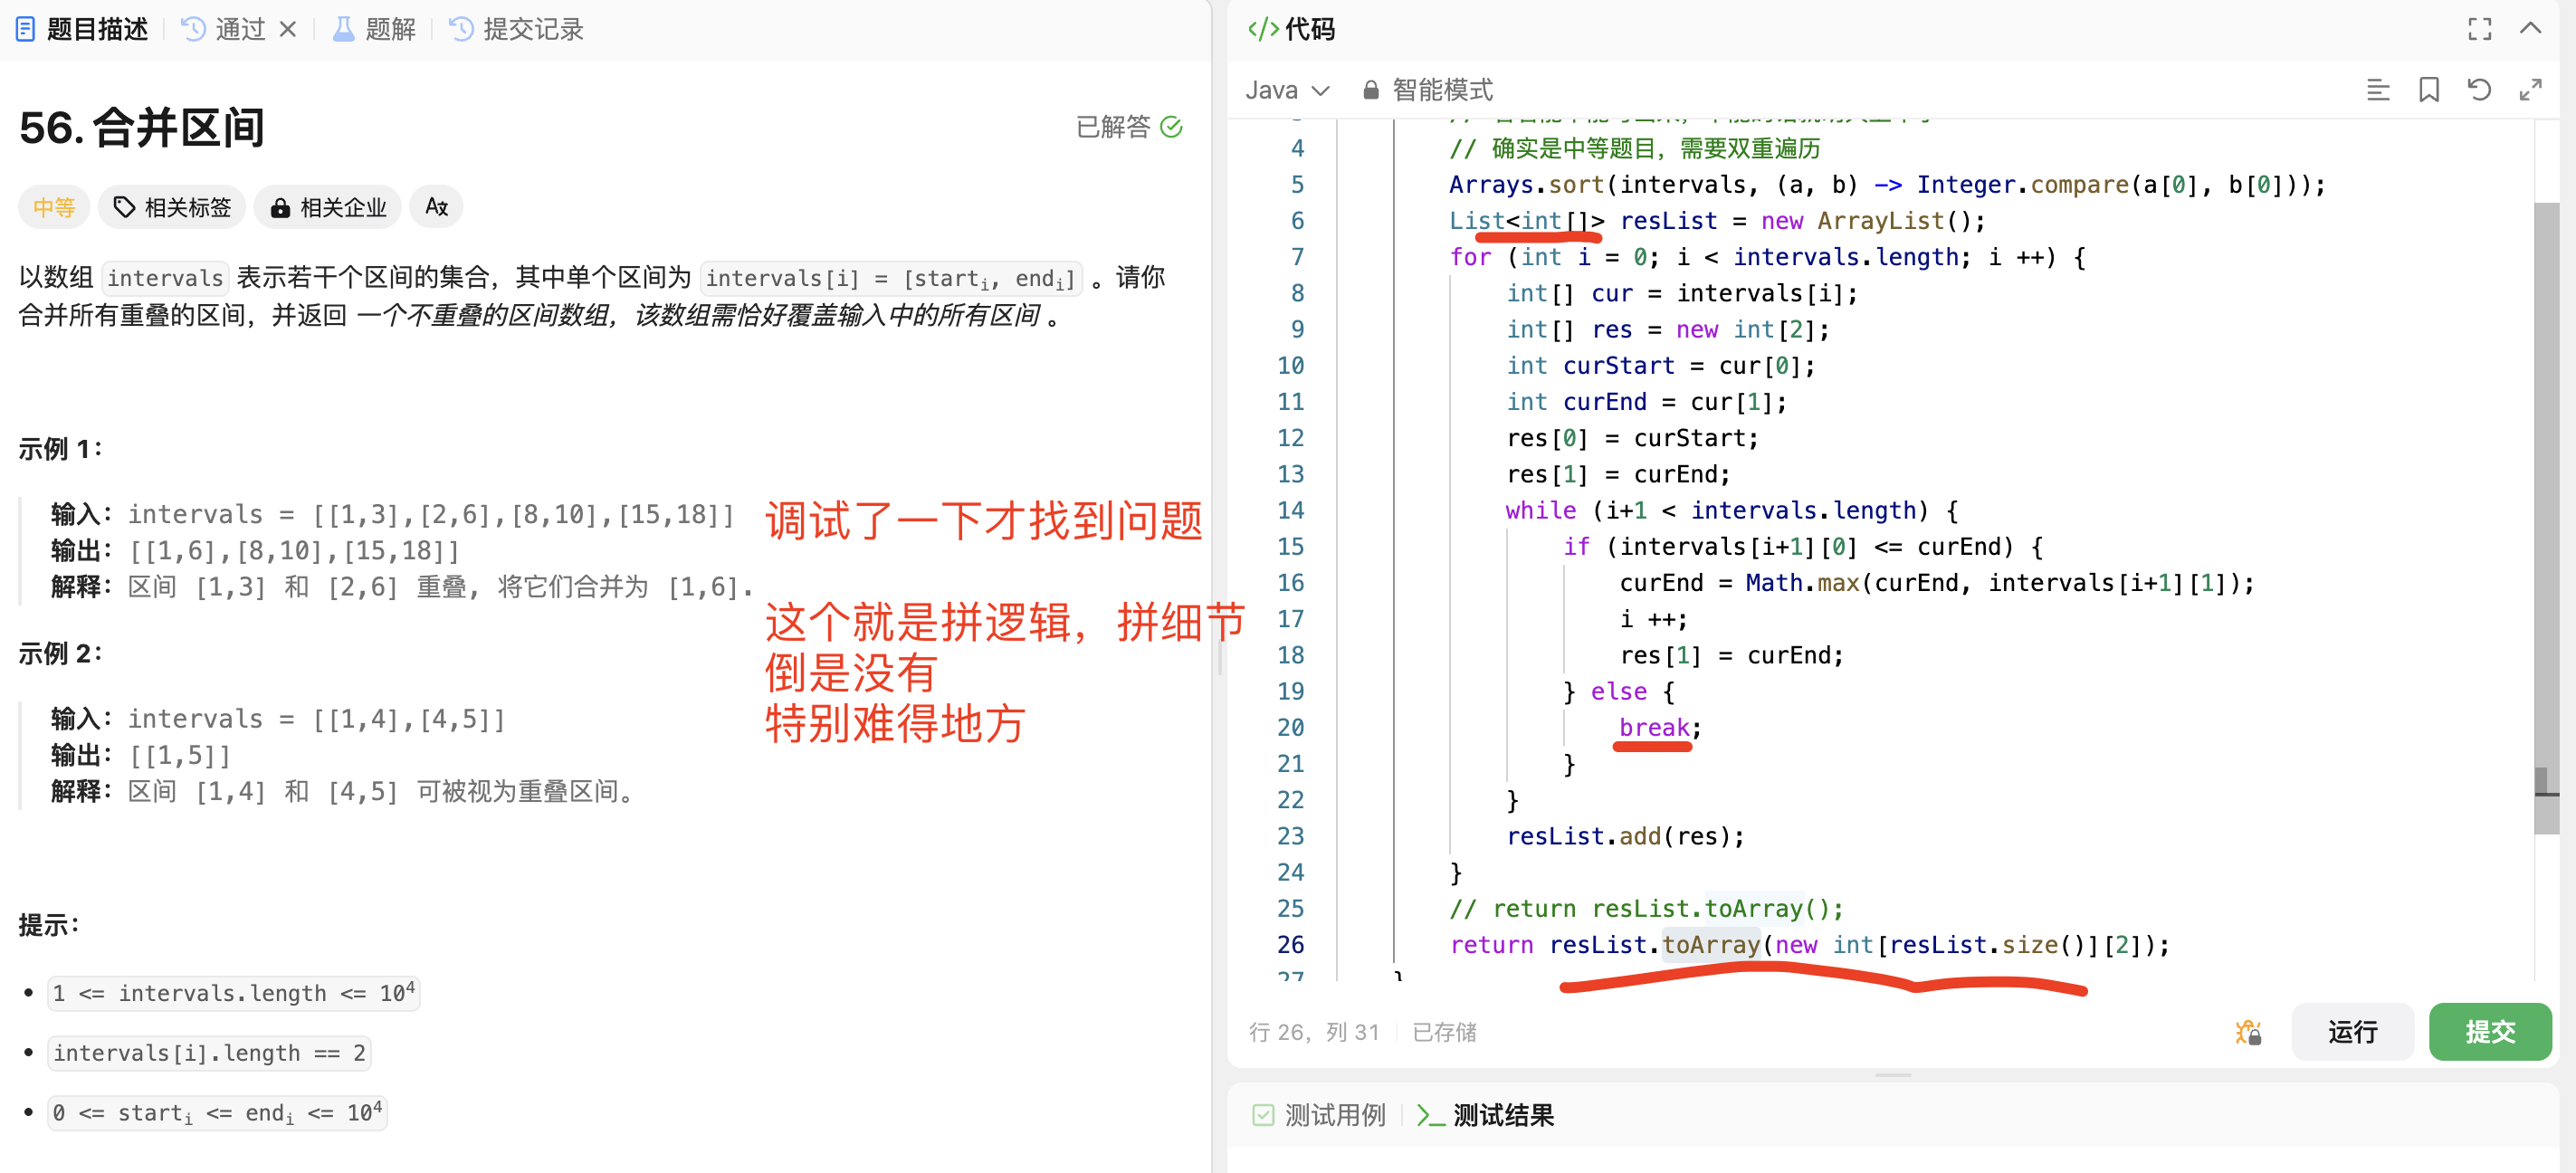 题目描述 通过 题解 提交记录
56. 合并区间
已解答
中等 相关标签 相关企业
以数组 intervals 表示若干个区间的集合，其中单个区间为 intervals[i] = [starti, endi] 。请你
合并所有重叠的区间，并返回 一个不重叠的区间数组，该数组需恰好覆盖输入中的所有区间 。
示例 1：
输入：intervals = [[1,3],[2,6],[8,10],[15,18]]
输出：[[1,6],[8,10],[15,18]]
解释：区间 [1,3] 和 [2,6] 重叠, 将它们合并为 [1,6].
示例 2：
输入：intervals = [[1,4],[4,5]]
输出：[[1,5]]
解释：区间 [1,4] 和 [4,5] 可被视为重叠区间。
提示：
1 <= intervals.length <= 10⁴
intervals[i].length == 2
0 <= starti <= endi <= 10⁴
调试了一下才找到问题
这个就是拼逻辑，拼细节
倒是没有
特别难得地方
代码
Java 智能模式
4 // 确实是中等题目，需要双重遍历
5 Arrays.sort(intervals, (a, b) -> Integer.compare(a[0], b[0]));
6 List<int[]> resList = new ArrayList();
7 for (int i = 0; i < intervals.length; i ++) {
8 int[] cur = intervals[i];
9 int[] res = new int[2];
10 int curStart = cur[0];
11 int curEnd = cur[1];
12 res[0] = curStart;
13 res[1] = curEnd;
14 while (i+1 < intervals.length) {
15 if (intervals[i+1][0] <= curEnd) {
16 curEnd = Math.max(curEnd, intervals[i+1][1]);
17 i ++;
18 res[1] = curEnd;
19 } else {
20 break;
21 }
22 }
23 resList.add(res);
24 }
25 // return resList.toArray();
26 return resList.toArray(new int[resList.size()][2]);
27 }
行 26，列 31 已存储
运行 提交
测试用例 测试结果